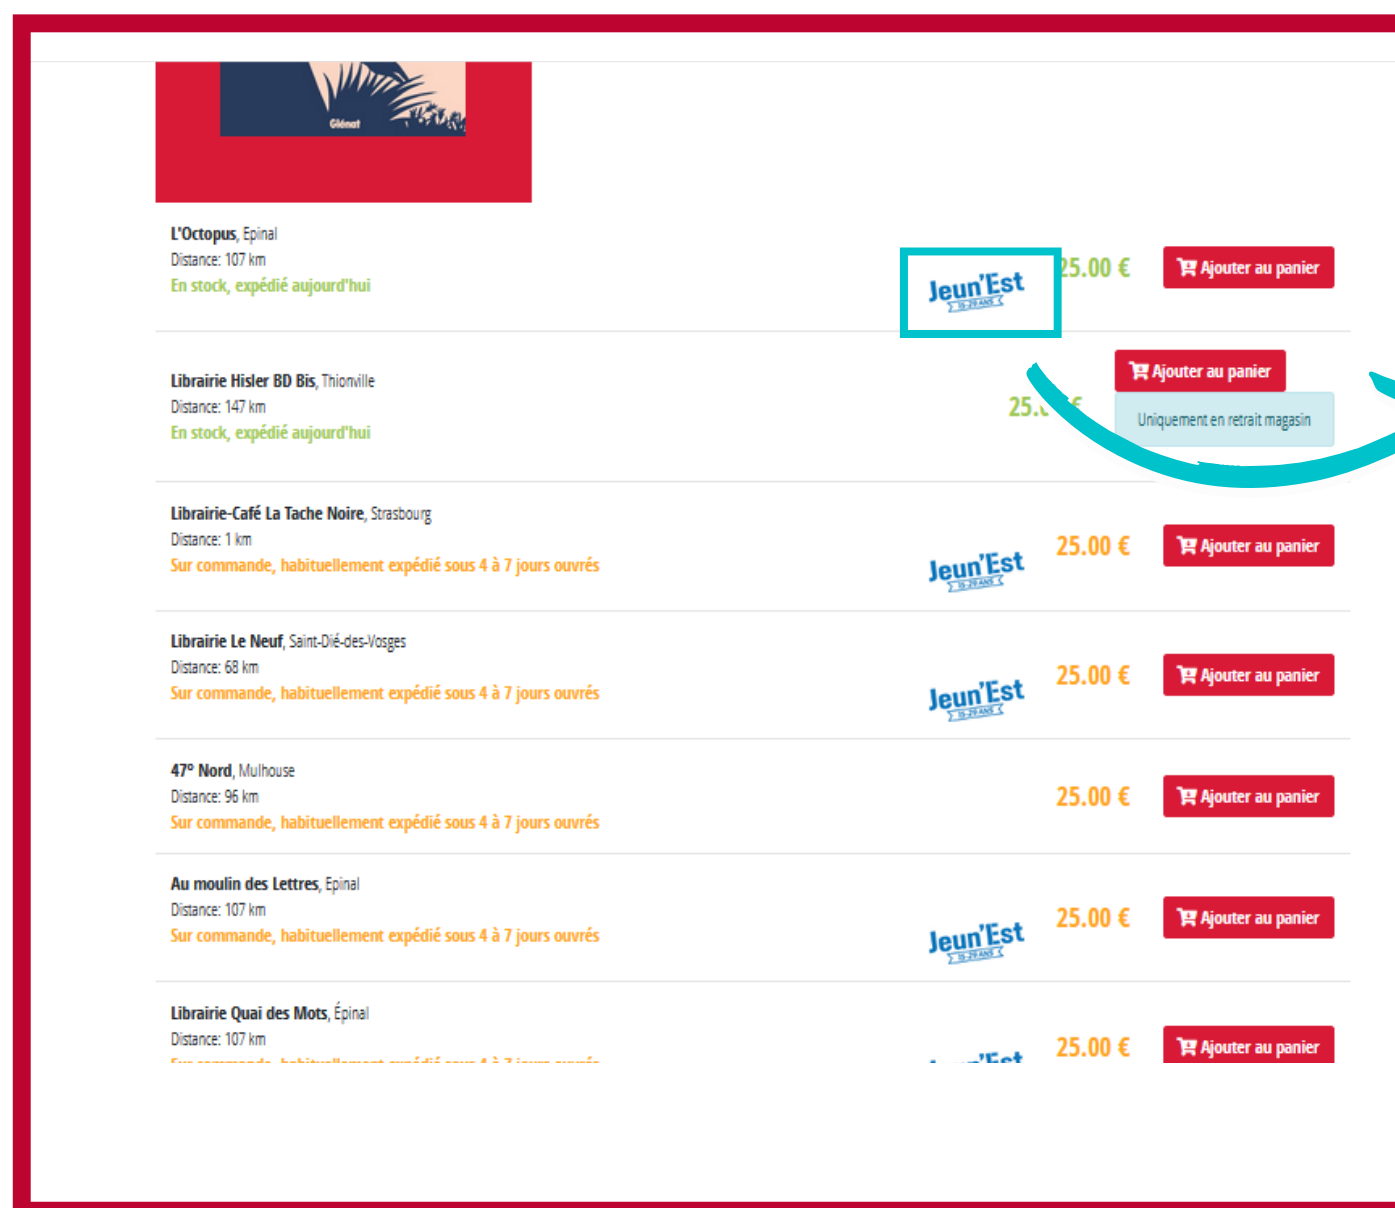 Glénat
L'Octopus, Epinal
Distance: 107 km
En stock, expédié aujourd'hui
Jeun'Est
15-29 ANS
25.00 €
Ajouter au panier
Librairie Hisler BD Bis, Thionville
Distance: 147 km
En stock, expédié aujourd'hui
Ajouter au panier
Uniquement en retrait magasin
Librairie-Café La Tache Noire, Strasbourg
Distance: 1 km
Sur commande, habituellement expédié sous 4 à 7 jours ouvrés
Jeun'Est
15-29 ANS
25.00 €
Ajouter au panier
Librairie Le Neuf, Saint-Dié-des-Vosges
Distance: 68 km
Sur commande, habituellement expédié sous 4 à 7 jours ouvrés
Jeun'Est
15-29 ANS
25.00 €
Ajouter au panier
47° Nord, Mulhouse
Distance: 96 km
Sur commande, habituellement expédié sous 4 à 7 jours ouvrés
25.00 €
Ajouter au panier
Au moulin des Lettres, Epinal
Distance: 107 km
Sur commande, habituellement expédié sous 4 à 7 jours ouvrés
Jeun'Est
15-29 ANS
25.00 €
Ajouter au panier
Librairie Quai des Mots, Épinal
Distance: 107 km
25.00 €
Ajouter au panier